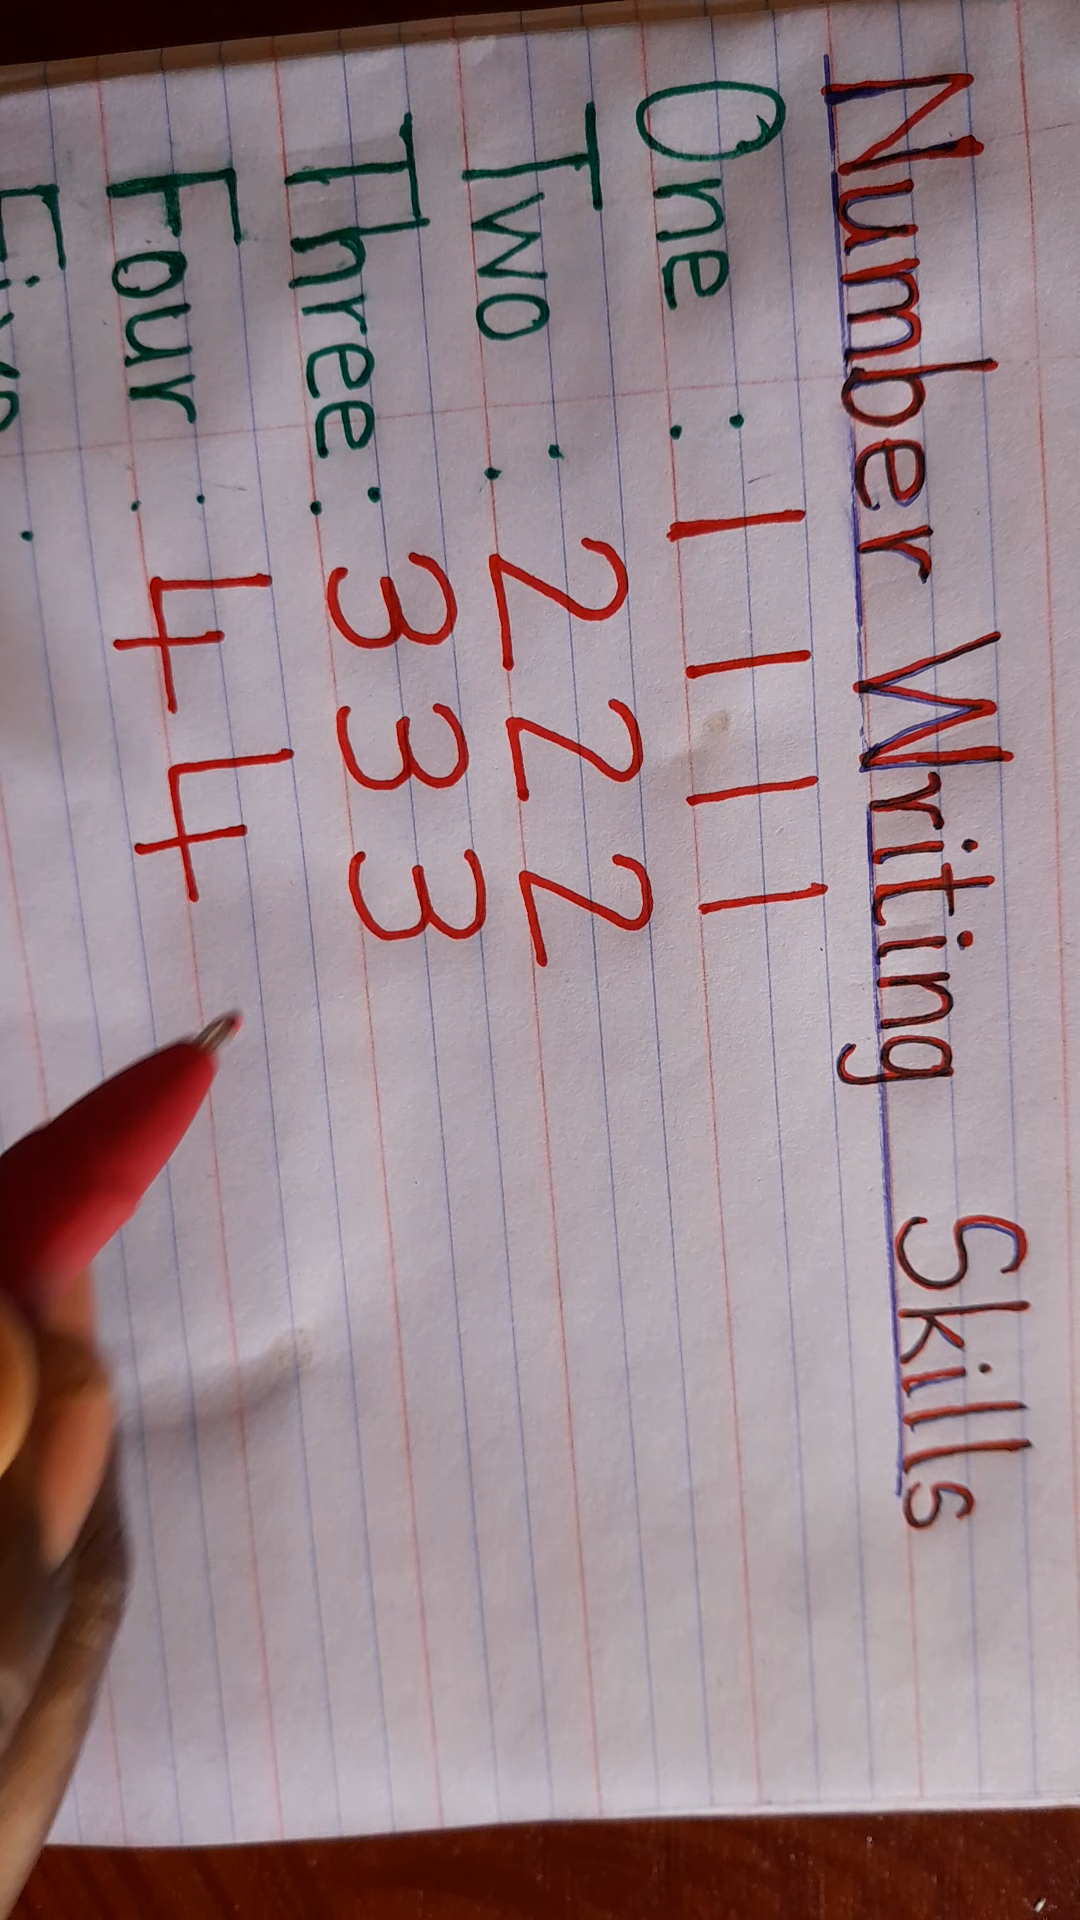 Number Writing Skills
One : 1 1 1 1
Two : 2 2 2
Three : 3 3 3
Four : 4 4